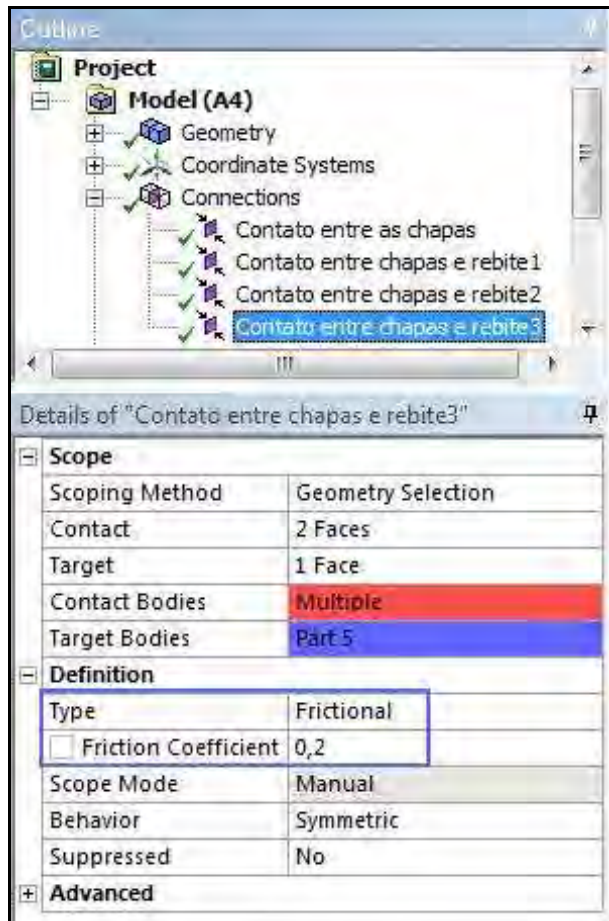 Outline
Project
Model (A4)
Geometry
Coordinate Systems
Connections
Contato entre as chapas
Contato entre chapas e rebite1
Contato entre chapas e rebite2
Contato entre chapas e rebite3
Details of "Contato entre chapas e rebite3"
Scope
Scoping Method Geometry Selection
Contact 2 Faces
Target 1 Face
Contact Bodies Multiple
Target Bodies Part 5
Definition
Type Frictional
Friction Coefficient 0,2
Scope Mode Manual
Behavior Symmetric
Suppressed No
Advanced